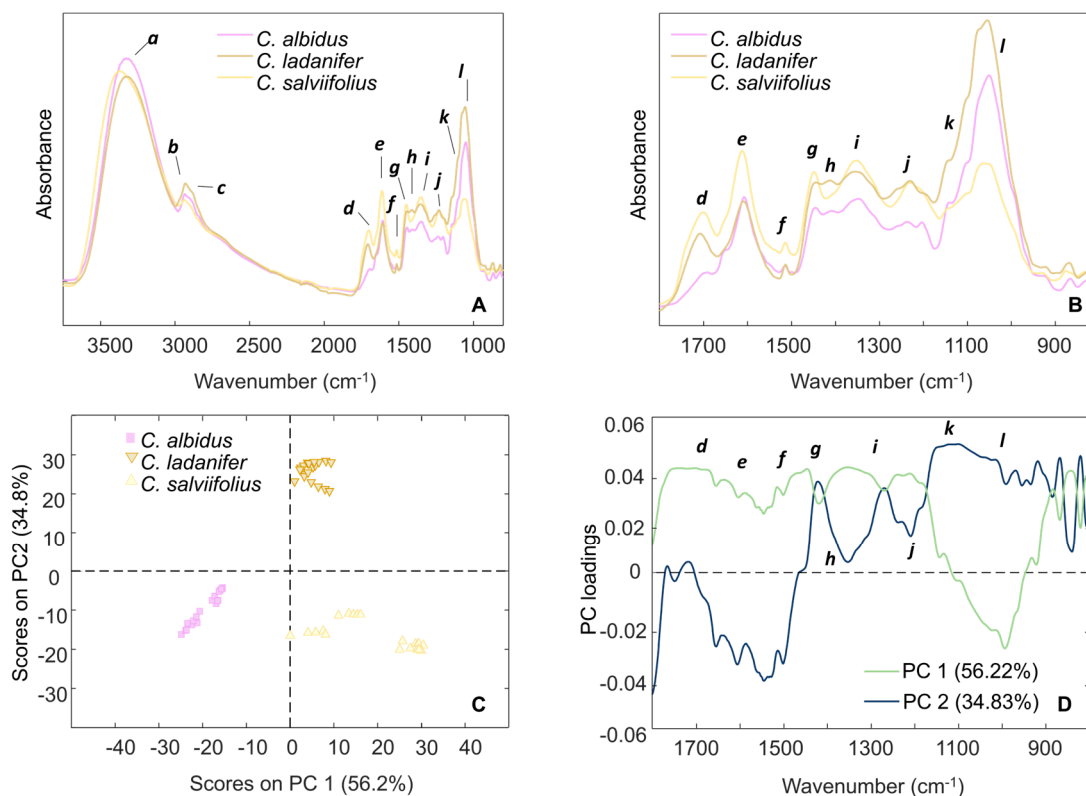 a
C. albidus
C. ladanifer
C. salviifolius
l
k
e
b
c
g
h
i
j
d
f
Absorbance
A
3500
3000
2000
1500
1000
Wavenumber (cm-1)
C. albidus
C. ladanifer
C. salviifolius
l
k
e
g
h
i
j
d
f
Absorbance
B
1700
1500
1300
1100
900
Wavenumber (cm-1)
C. albidus
C. ladanifer
C. salviifolius
30
20
10
0
-10
-20
-30
Scores on PC2 (34.8%)
C
-40
-20
0
10
20
30
40
Scores on PC 1 (56.2%)
0.06
0.04
0.02
0
-0.02
-0.04
-0.06
PC loadings
d
e
f
g
i
k
l
h
j
PC 1 (56.22%)
PC 2 (34.83%)
D
1700
1500
1300
1100
900
Wavenumber (cm-1)